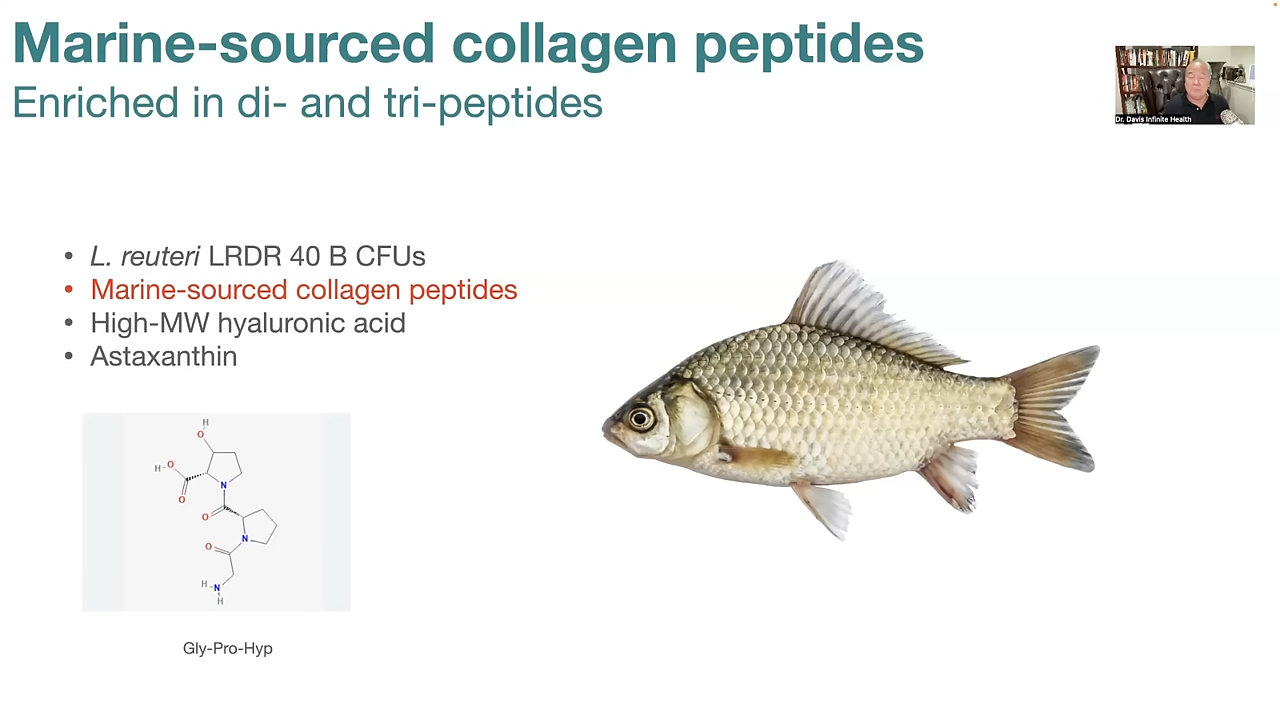 Marine-sourced collagen peptides
Enriched in di- and tri-peptides
Dr. Davis Infinite Health
• L. reuteri LRDR 40 B CFUs
• Marine-sourced collagen peptides
• High-MW hyaluronic acid
• Astaxanthin
H
O
H-O
O
N
O
N
O
H
N
H
Gly-Pro-Hyp